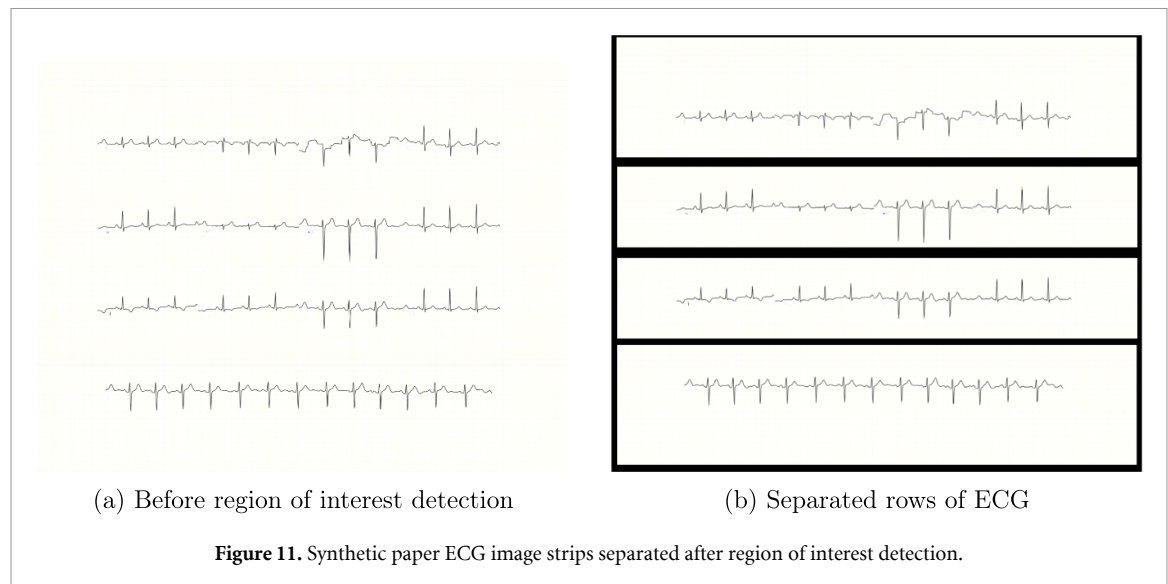 (a) Before region of interest detection
(b) Separated rows of ECG
Figure 11. Synthetic paper ECG image strips separated after region of interest detection.